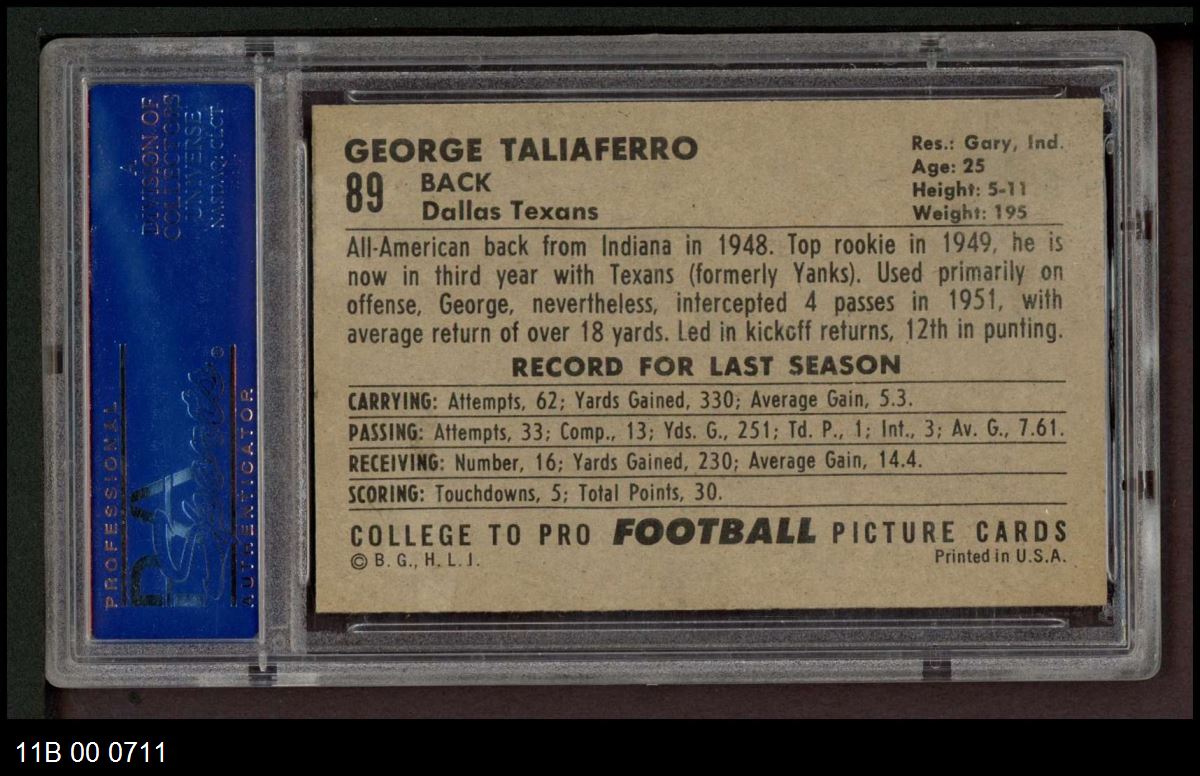 A
DIVISION OF
COLLECTORS
UNIVERSE
NASDAQ: CLCT
PROFESSIONAL
PSA
Sports
®
AUTHENTICATOR
GEORGE TALIAFERRO
89
BACK
Dallas Texans
Res.: Gary, Ind.
Age: 25
Height: 5-11
Weight: 195
All-American back from Indiana in 1948. Top rookie in 1949, he is
now in third year with Texans (formerly Yanks). Used primarily on
offense, George, nevertheless, intercepted 4 passes in 1951, with
average return of over 18 yards. Led in kickoff returns, 12th in punting.
RECORD FOR LAST SEASON
CARRYING: Attempts, 62; Yards Gained, 330; Average Gain, 5.3.
PASSING: Attempts, 33; Comp., 13; Yds. G., 251; Td. P., 1; Int., 3; Av. G., 7.61.
RECEIVING: Number, 16; Yards Gained, 230; Average Gain, 14.4.
SCORING: Touchdowns, 5; Total Points, 30.
COLLEGE TO PRO FOOTBALL PICTURE CARDS
© B. G., H. L. I.
Printed in U.S.A.
11B 00 0711